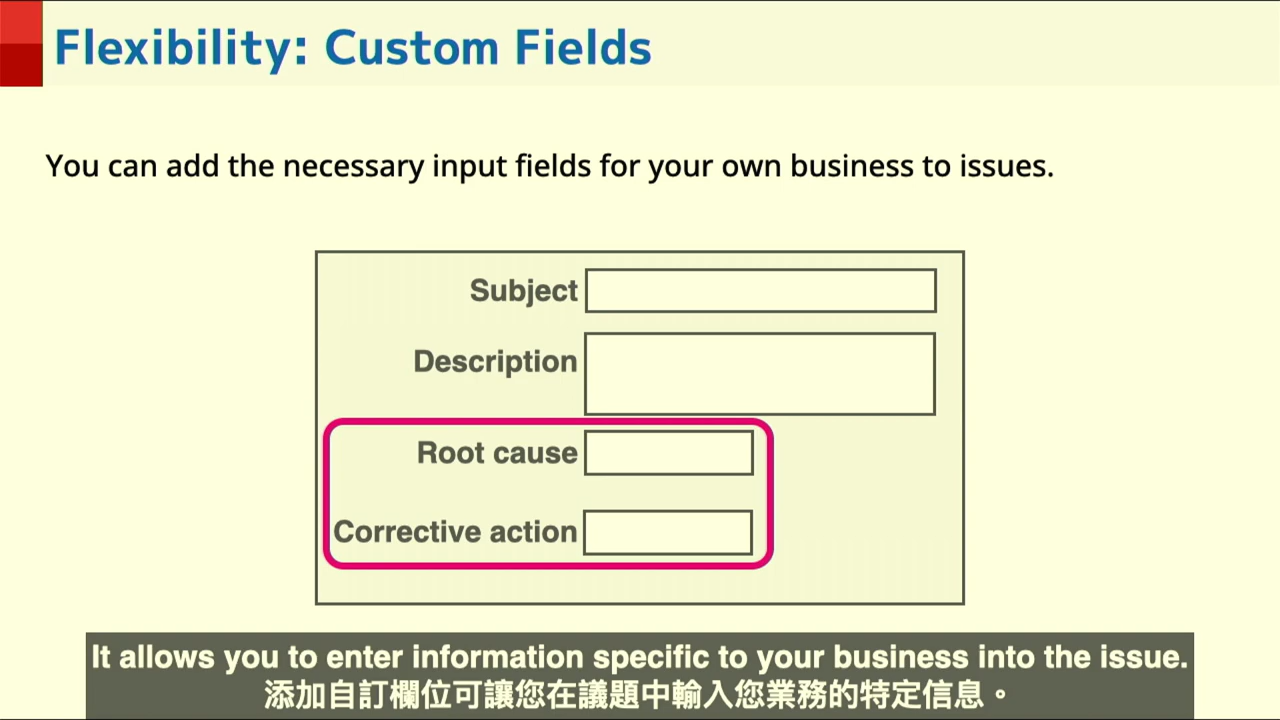 Flexibility: Custom Fields
You can add the necessary input fields for your own business to issues.
Subject
Description
Root cause
Corrective action
It allows you to enter information specific to your business into the issue.
添加自訂欄位可讓您在議題中輸入您業務的特定信息。